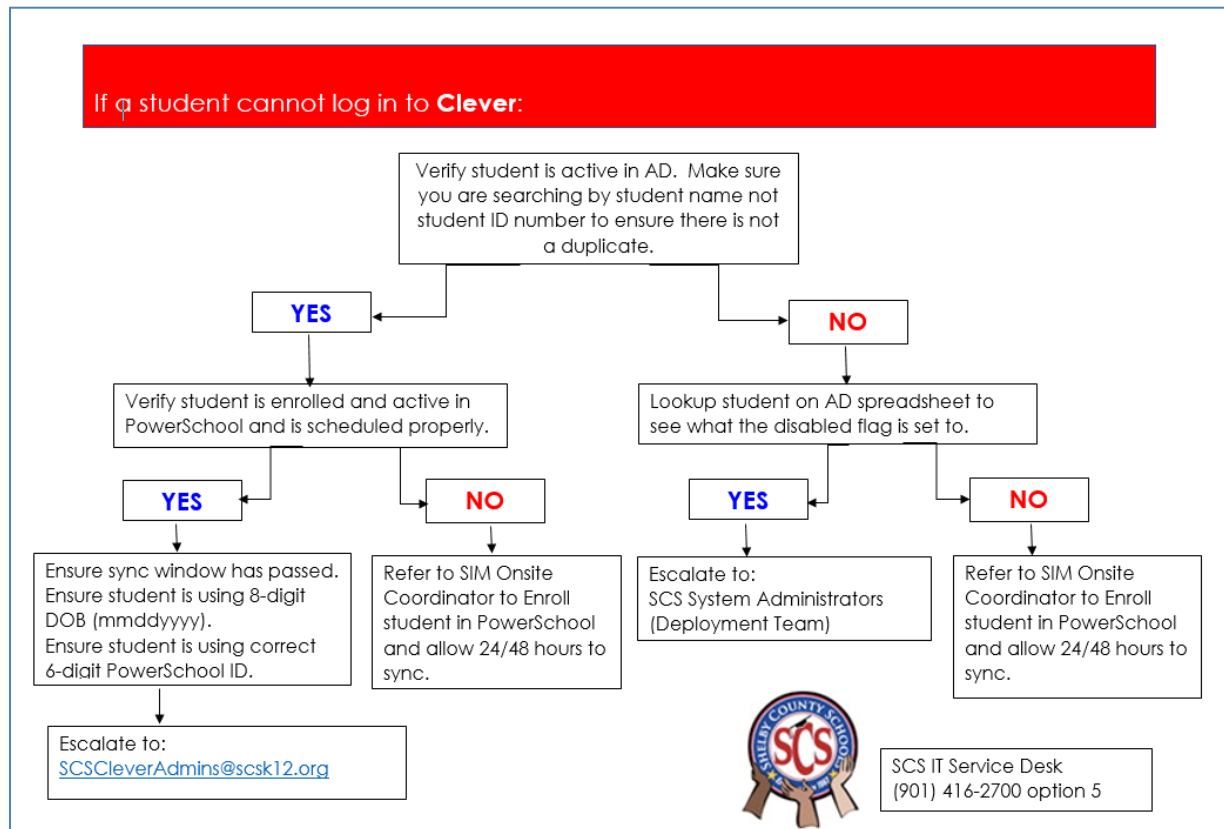 If a student cannot log in to Clever:
Verify student is active in AD.  Make sure
you are searching by student name not
student ID number to ensure there is not
a duplicate.
YES
NO
Verify student is enrolled and active in
PowerSchool and is scheduled properly.
Lookup student on AD spreadsheet to
see what the disabled flag is set to.
YES
NO
YES
NO
Ensure sync window has passed.
Ensure student is using 8-digit
DOB (mmddyyyy).
Ensure student is using correct
6-digit PowerSchool ID.
Refer to SIM Onsite
Coordinator to Enroll
student in PowerSchool
and allow 24/48 hours to
sync.
Escalate to:
SCS System Administrators
(Deployment Team)
Refer to SIM Onsite
Coordinator to Enroll
student in PowerSchool
and allow 24/48 hours to
sync.
Escalate to:
SCSCleverAdmins@scsk12.org
SHELBY COUNTY SCHOOLS
SCS
SCS IT Service Desk
(901) 416-2700 option 5